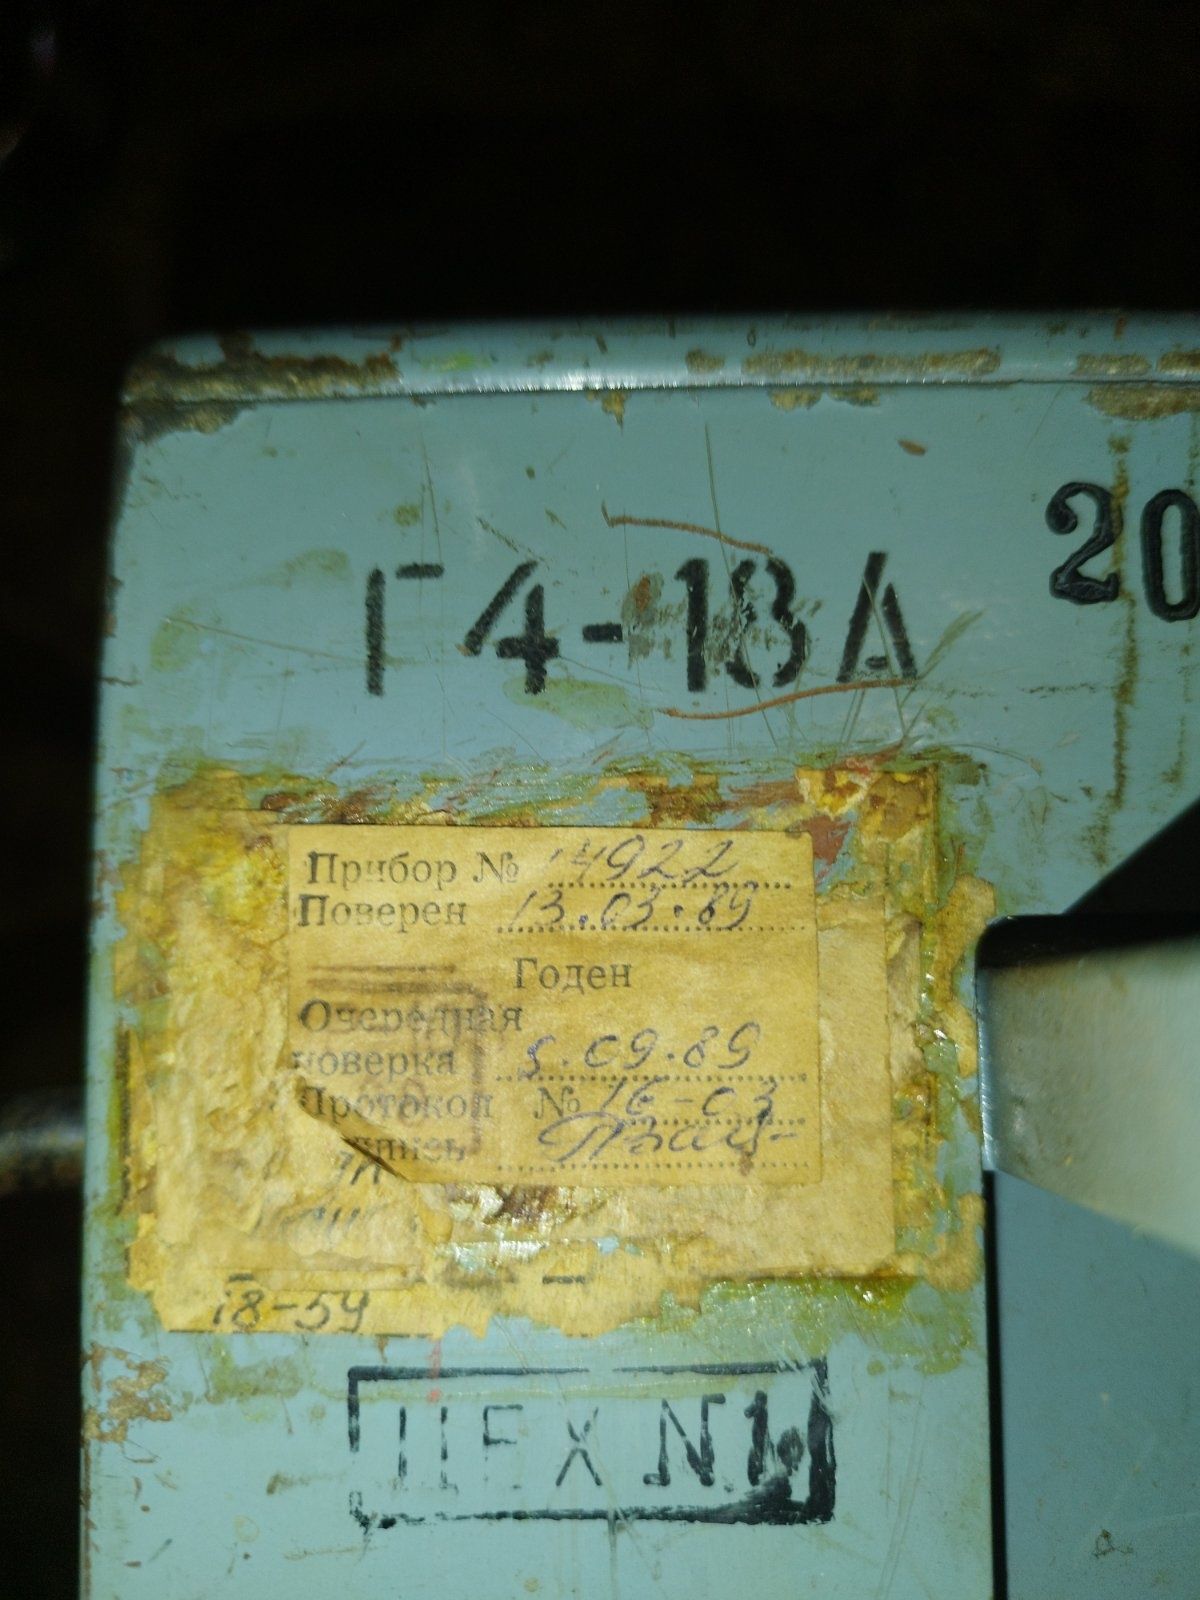 Г4-18А
20
Прибор № 14922
Поверен 13.03.89
Годен
Очередная
поверка 5.09.89
Протокол № 16-03
18-54
ЦЕХ N1